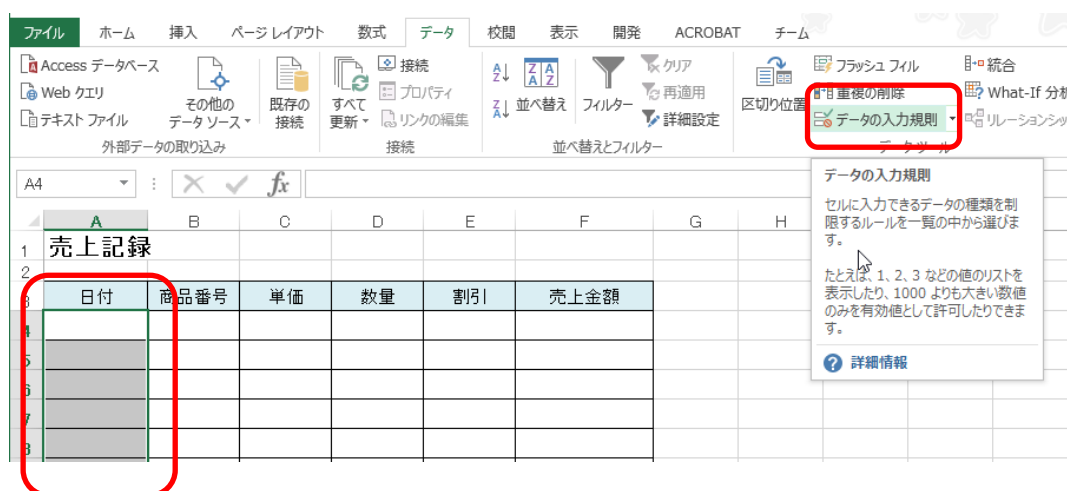 ファイル ホーム 挿入 ページ レイアウト 数式 データ 校閲 表示 開発 ACROBAT チーム
Access データベース
Web クエリ
テキスト ファイル
その他の
データ ソース
既存の
接続
外部データの取り込み
すべて
更新
接続
プロパティ
リンクの編集
接続
並べ替え
フィルター
クリア
再適用
詳細設定
並べ替えとフィルター
区切り位置
フラッシュ フィル
重複の削除
データの入力規則
統合
What-If 分析
リレーションシッ
データ ツール
A4
fx
A B C D E F G H
1 売上記録
2
3 日付 商品番号 単価 数量 割引 売上金額
4
5
6
7
8
データの入力規則
セルに入力できるデータの種類を制
限するルールを一覧の中から選びま
す。
たとえば、1、2、3 などの値のリストを
表示したり、1000 よりも大きい数値
のみを有効値として許可したりできま
す。
詳細情報